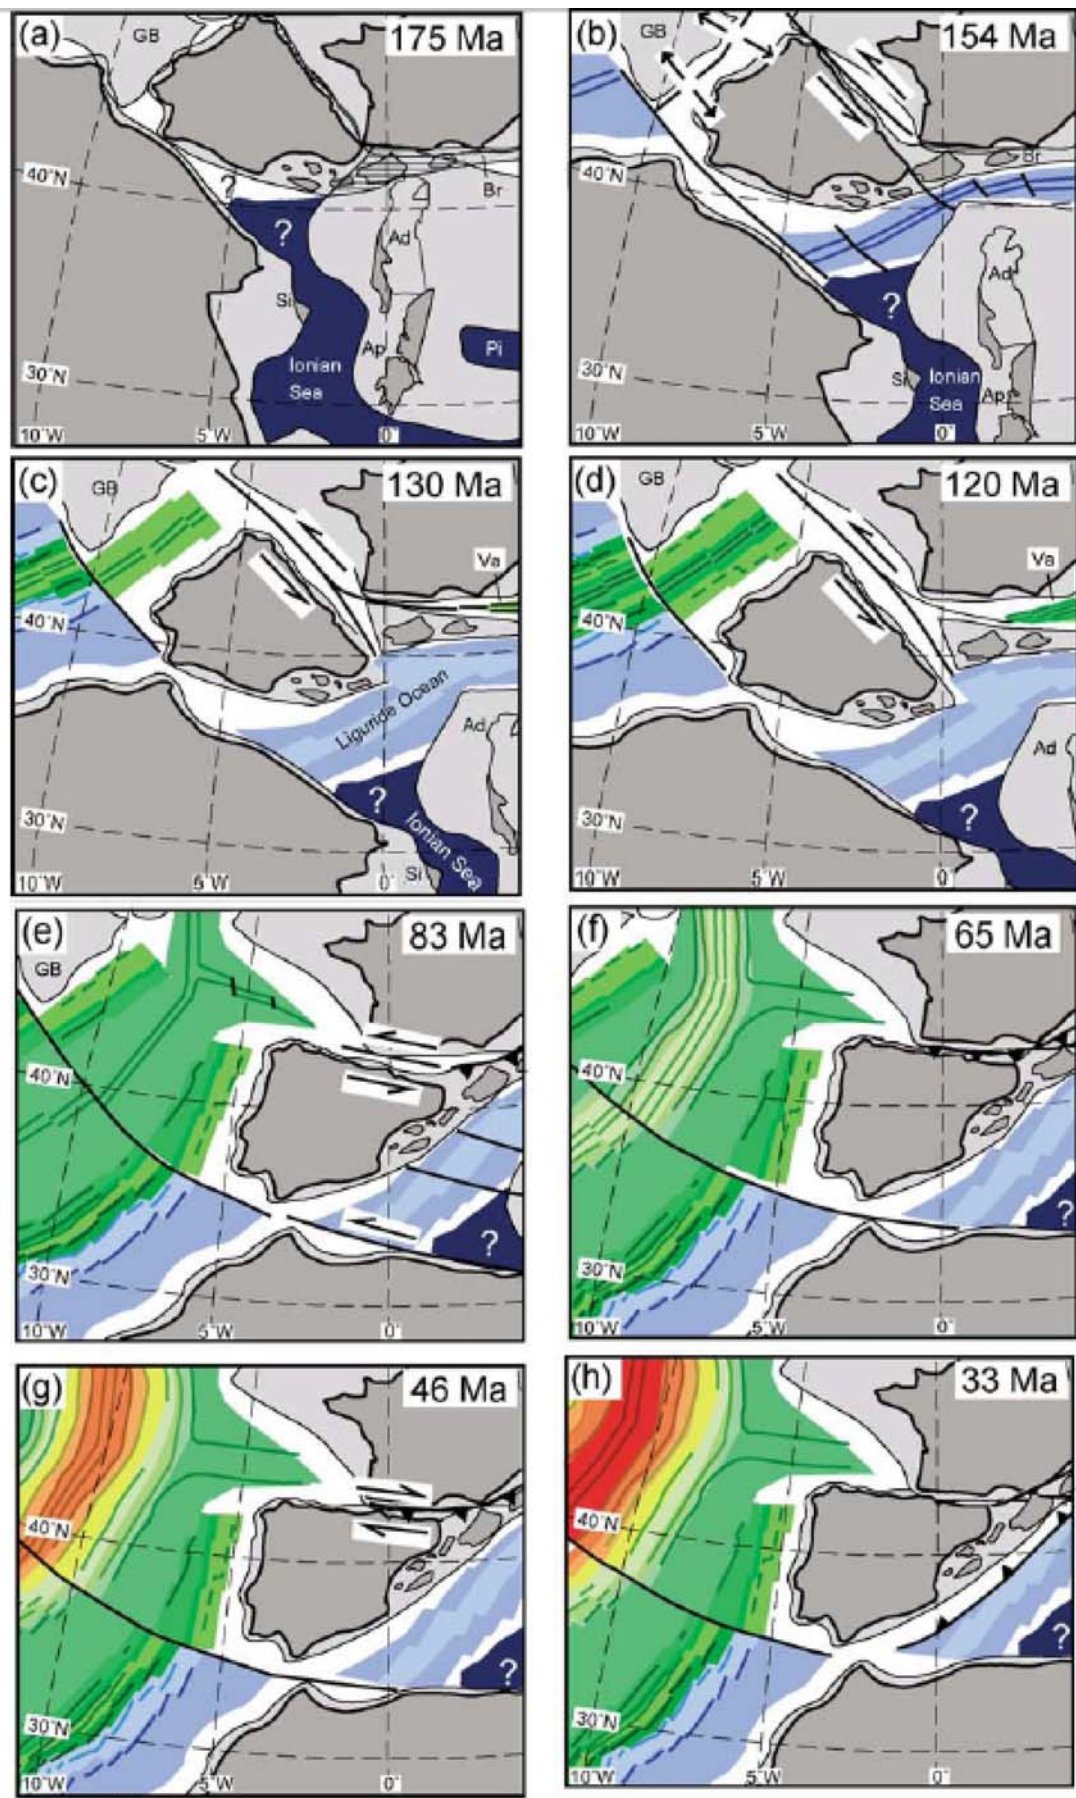 (a)
GB
175 Ma
40°N
?
Br
?
Ad
Si
Ap
Ionian
Sea
Pi
30°N
10°W
5°W
0°
(b)
GB
154 Ma
40°N
Br
Ad
?
Si
Ionian
Sea
Ap
30°N
10°W
5°W
0°
(c)
GB
130 Ma
Va
40°N
Liguride Ocean
Ad
?
Ionian Sea
30°N
Si
10°W
5°W
0°
(d)
GB
120 Ma
Va
40°N
Ad
?
30°N
10°W
5°W
0°
(e)
83 Ma
GB
40°N
?
30°N
10°W
5°W
0°
(f)
65 Ma
40°N
?
30°N
10°W
5°W
0°
(g)
46 Ma
40°N
?
30°N
10°W
5°W
0°
(h)
33 Ma
40°N
?
30°N
10°W
5°W
0°